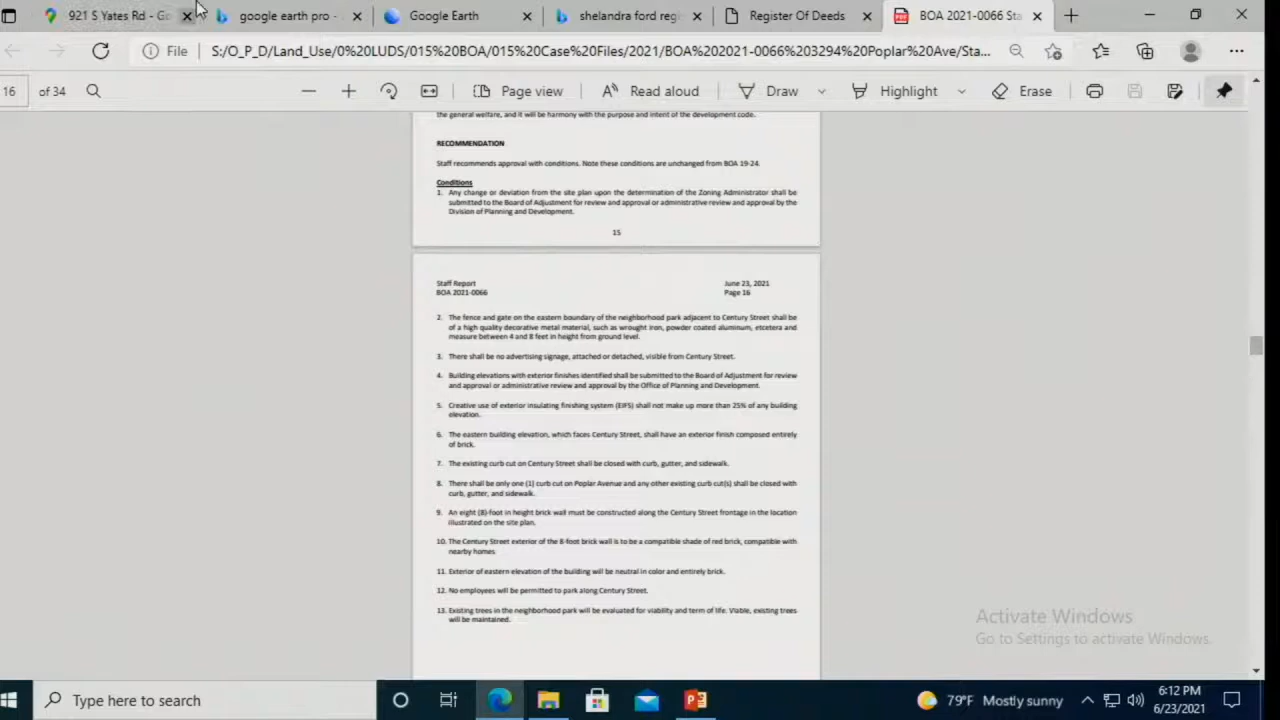 921 S Yates Rd - Go
google earth pro -
Google Earth
shelandra ford reg
Register Of Deeds
BOA 2021-0066 Sta
File
S:/O_P_D/Land_Use/0%20LUDS/015%20BOA/015%20Case%20Files/2021/BOA%202021-0066%203294%20Poplar%20Ave/Sta...
16 of 34
Page view
Read aloud
Draw
Highlight
Erase
the general welfare, and it will be harmony with the purpose and intent of the development code.
RECOMMENDATION
Staff recommends approval with conditions. Note these conditions are unchanged from BOA 19-24.
Conditions
1. Any change or deviation from the site plan upon the determination of the Zoning Administrator shall be
submitted to the Board of Adjustment for review and approval or administrative review and approval by the
Division of Planning and Development.
15
Staff Report
June 23, 2021
BOA 2021-0066
Page 16
2. The fence and gate on the eastern boundary of the neighborhood park adjacent to Century Street shall be
of a high quality decorative metal material, such as wrought iron, powder coated aluminum, etcetera and
measure between 4 and 8 feet in height from ground level.
3. There shall be no advertising signage, attached or detached, visible from Century Street.
4. Building elevations with exterior finishes identified shall be submitted to the Board of Adjustment for review
and approval or administrative review and approval by the Office of Planning and Development.
5. Creative use of exterior insulating finishing system (EIFS) shall not make up more than 25% of any building
elevation.
6. The eastern building elevation, which faces Century Street, shall have an exterior finish composed entirely
of brick.
7. The existing curb cut on Century Street shall be closed with curb, gutter, and sidewalk.
8. There shall be only one (1) curb cut on Poplar Avenue and any other existing curb cut(s) shall be closed with
curb, gutter, and sidewalk.
9. An eight (8)-foot in height brick wall must be constructed along the Century Street frontage in the location
illustrated on the site plan.
10. The Century Street exterior of the 8-foot brick wall is to be a compatible shade of red brick, compatible with
nearby homes.
11. Exterior of eastern elevation of the building will be neutral in color and entirely brick.
12. No employees will be permitted to park along Century Street.
13. Existing trees in the neighborhood park will be evaluated for viability and term of life. Viable, existing trees
will be maintained.
Activate Windows
Go to Settings to activate Windows.
Type here to search
79°F Mostly sunny
6:12 PM
6/23/2021